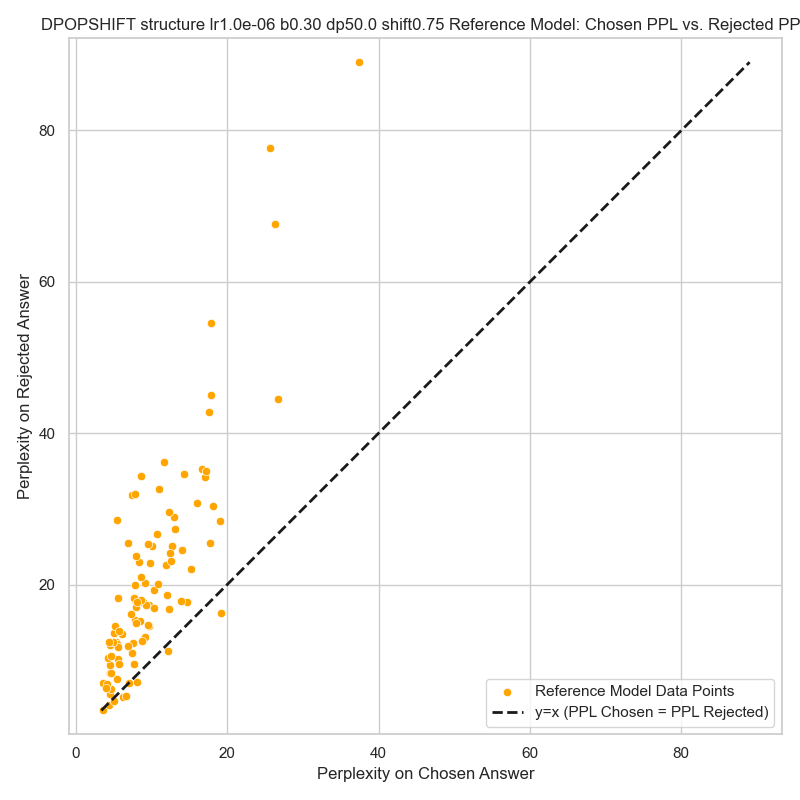 DPOPSHIFT structure lr1.0e-06 b0.30 dp50.0 shift0.75 Reference Model: Chosen PPL vs. Rejected PP
80
60
40
20
Perplexity on Rejected Answer
Reference Model Data Points
y=x (PPL Chosen = PPL Rejected)
0 20 40 60 80
Perplexity on Chosen Answer